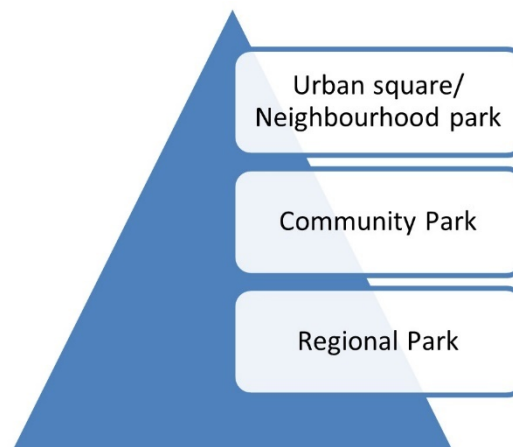 Urban square/
Neighbourhood park
Community Park
Regional Park